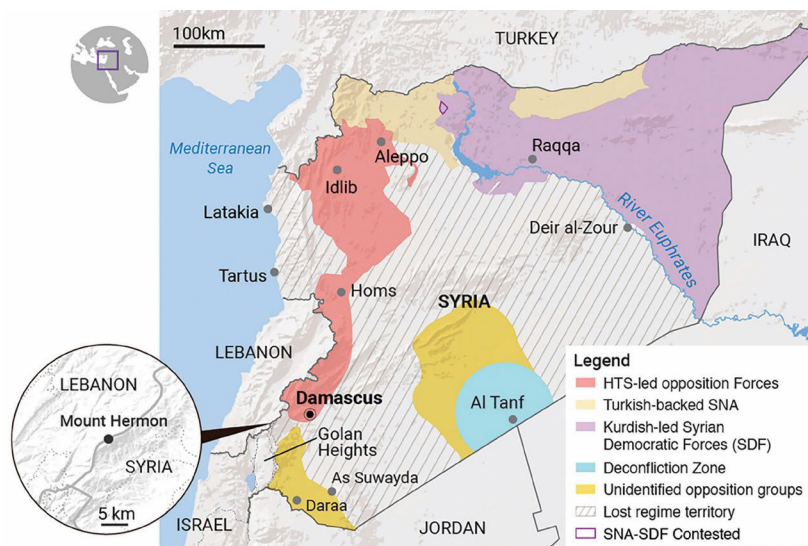 100km
TURKEY
Mediterranean
Sea
Aleppo
Idlib
Raqqa
Latakia
River Euphrates
Deir al-Zour
IRAQ
Tartus
Homs
SYRIA
LEBANON
LEBANON
Mount Hermon
SYRIA
5 km
Damascus
Al Tanf
Golan
Heights
As Suwayda
Daraa
ISRAEL
JORDAN
Legend
HTS-led opposition Forces
Turkish-backed SNA
Kurdish-led Syrian
Democratic Forces (SDF)
Deconfliction Zone
Unidentified opposition groups
Lost regime territory
SNA-SDF Contested